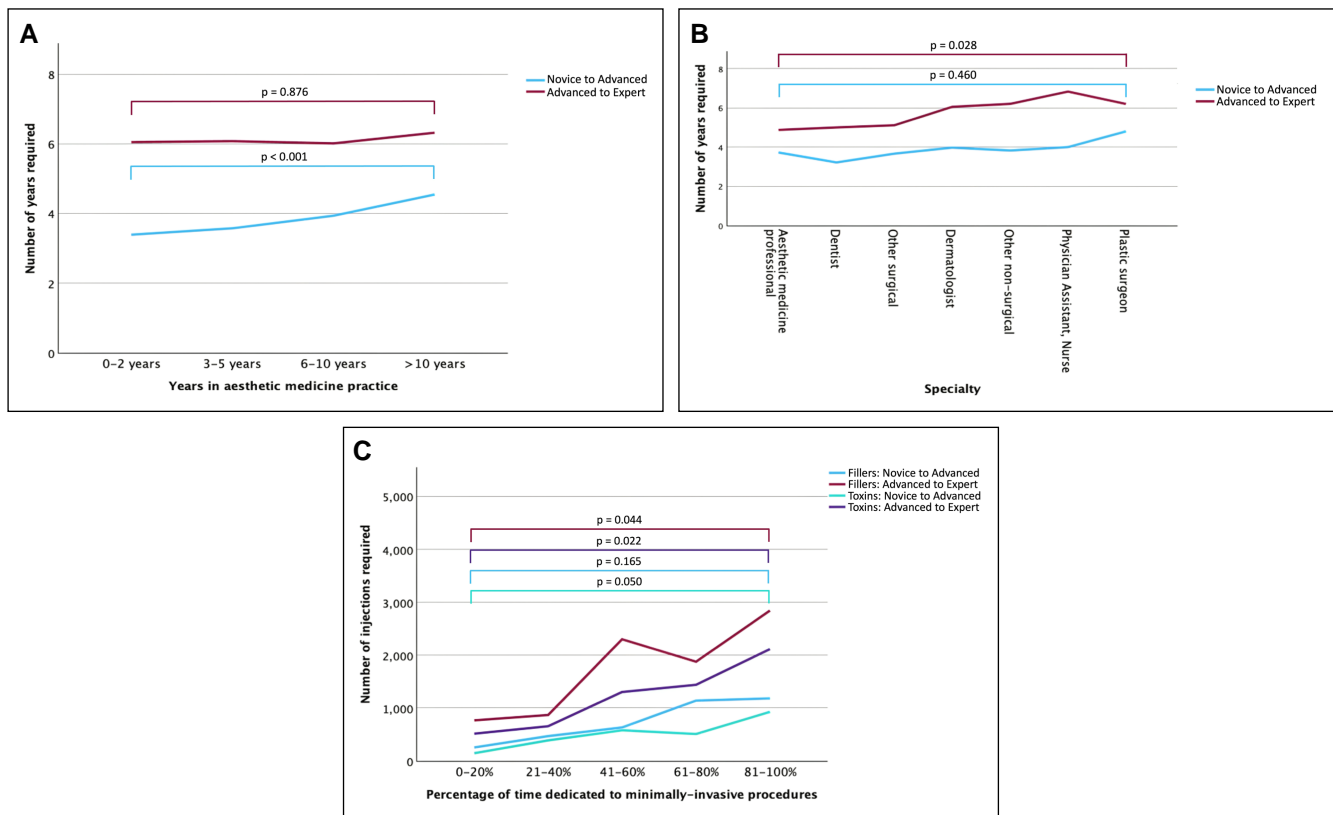 A
Number of years required
8
6
4
2
0
p = 0.876
p < 0.001
Novice to Advanced
Advanced to Expert
0–2 years
3–5 years
6–10 years
>10 years
Years in aesthetic medicine practice
B
Number of years required
8
6
4
2
0
p = 0.028
p = 0.460
Novice to Advanced
Advanced to Expert
Aesthetic medicine
professional
Dentist
Other surgical
Dermatologist
Other non-surgical
Physician Assistant, Nurse
Plastic surgeon
Specialty
C
Number of injections required
5,000
4,000
3,000
2,000
1,000
0
p = 0.044
p = 0.022
p = 0.165
p = 0.050
Fillers: Novice to Advanced
Fillers: Advanced to Expert
Toxins: Novice to Advanced
Toxins: Advanced to Expert
0–20%
21–40%
41–60%
61–80%
81–100%
Percentage of time dedicated to minimally-invasive procedures